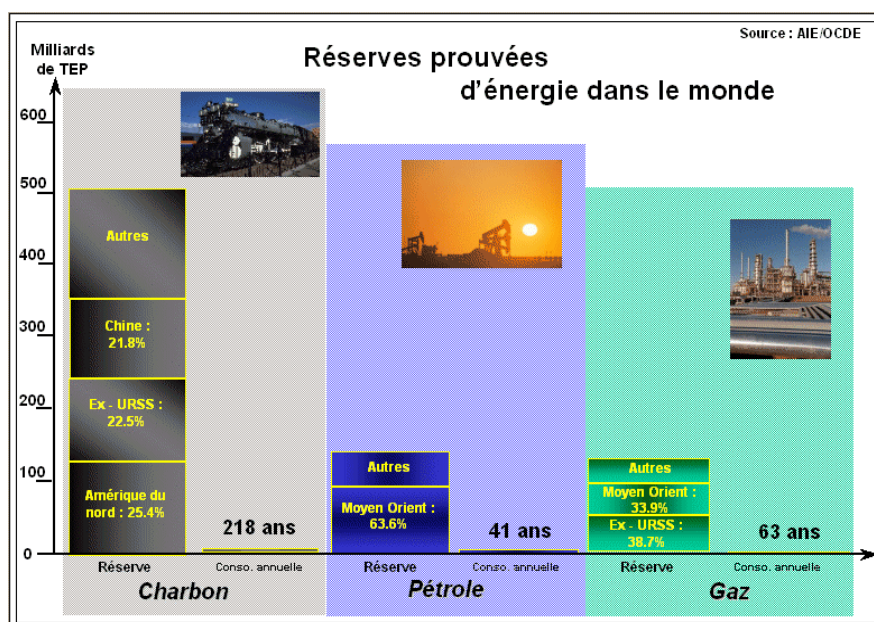 Source : AIE/OCDE
Milliards
de TEP
Réserves prouvées
d'énergie dans le monde
600
500
400
300
200
100
0
Autres
Chine :
21.8%
Ex - URSS :
22.5%
Amérique du
nord : 25.4%
218 ans
Réserve
Conso. annuelle
Charbon
Autres
Moyen Orient :
63.6%
41 ans
Réserve
Conso. annuelle
Pétrole
Autres
Moyen Orient :
33.9%
Ex - URSS :
38.7%
63 ans
Réserve
Conso. annuelle
Gaz